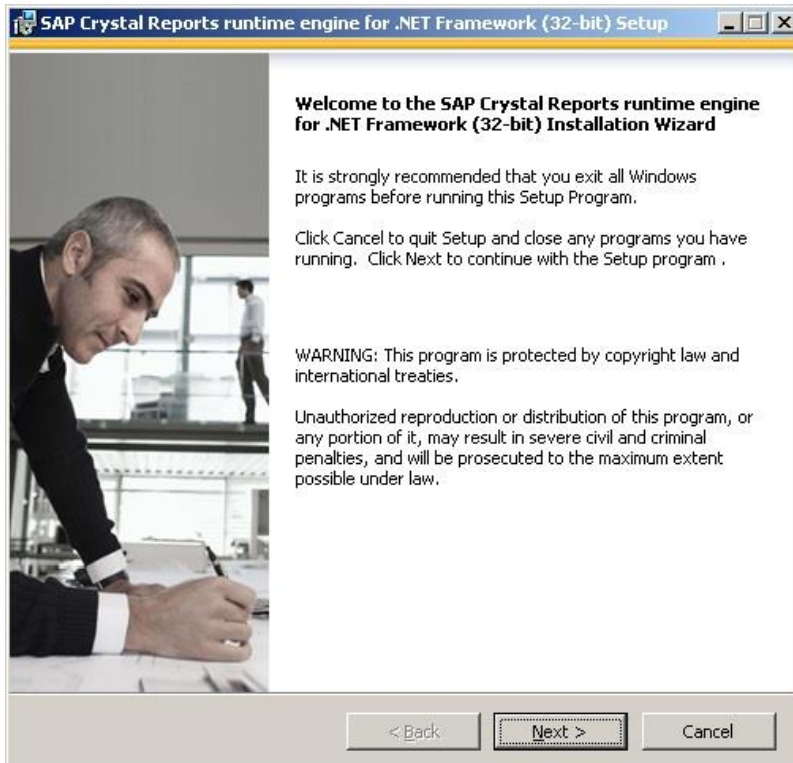 SAP Crystal Reports runtime engine for .NET Framework (32-bit) Setup
Welcome to the SAP Crystal Reports runtime engine
for .NET Framework (32-bit) Installation Wizard
It is strongly recommended that you exit all Windows
programs before running this Setup Program.
Click Cancel to quit Setup and close any programs you have
running.  Click Next to continue with the Setup program .
WARNING: This program is protected by copyright law and
international treaties.
Unauthorized reproduction or distribution of this program, or
any portion of it, may result in severe civil and criminal
penalties, and will be prosecuted to the maximum extent
possible under law.
< Back
Next >
Cancel